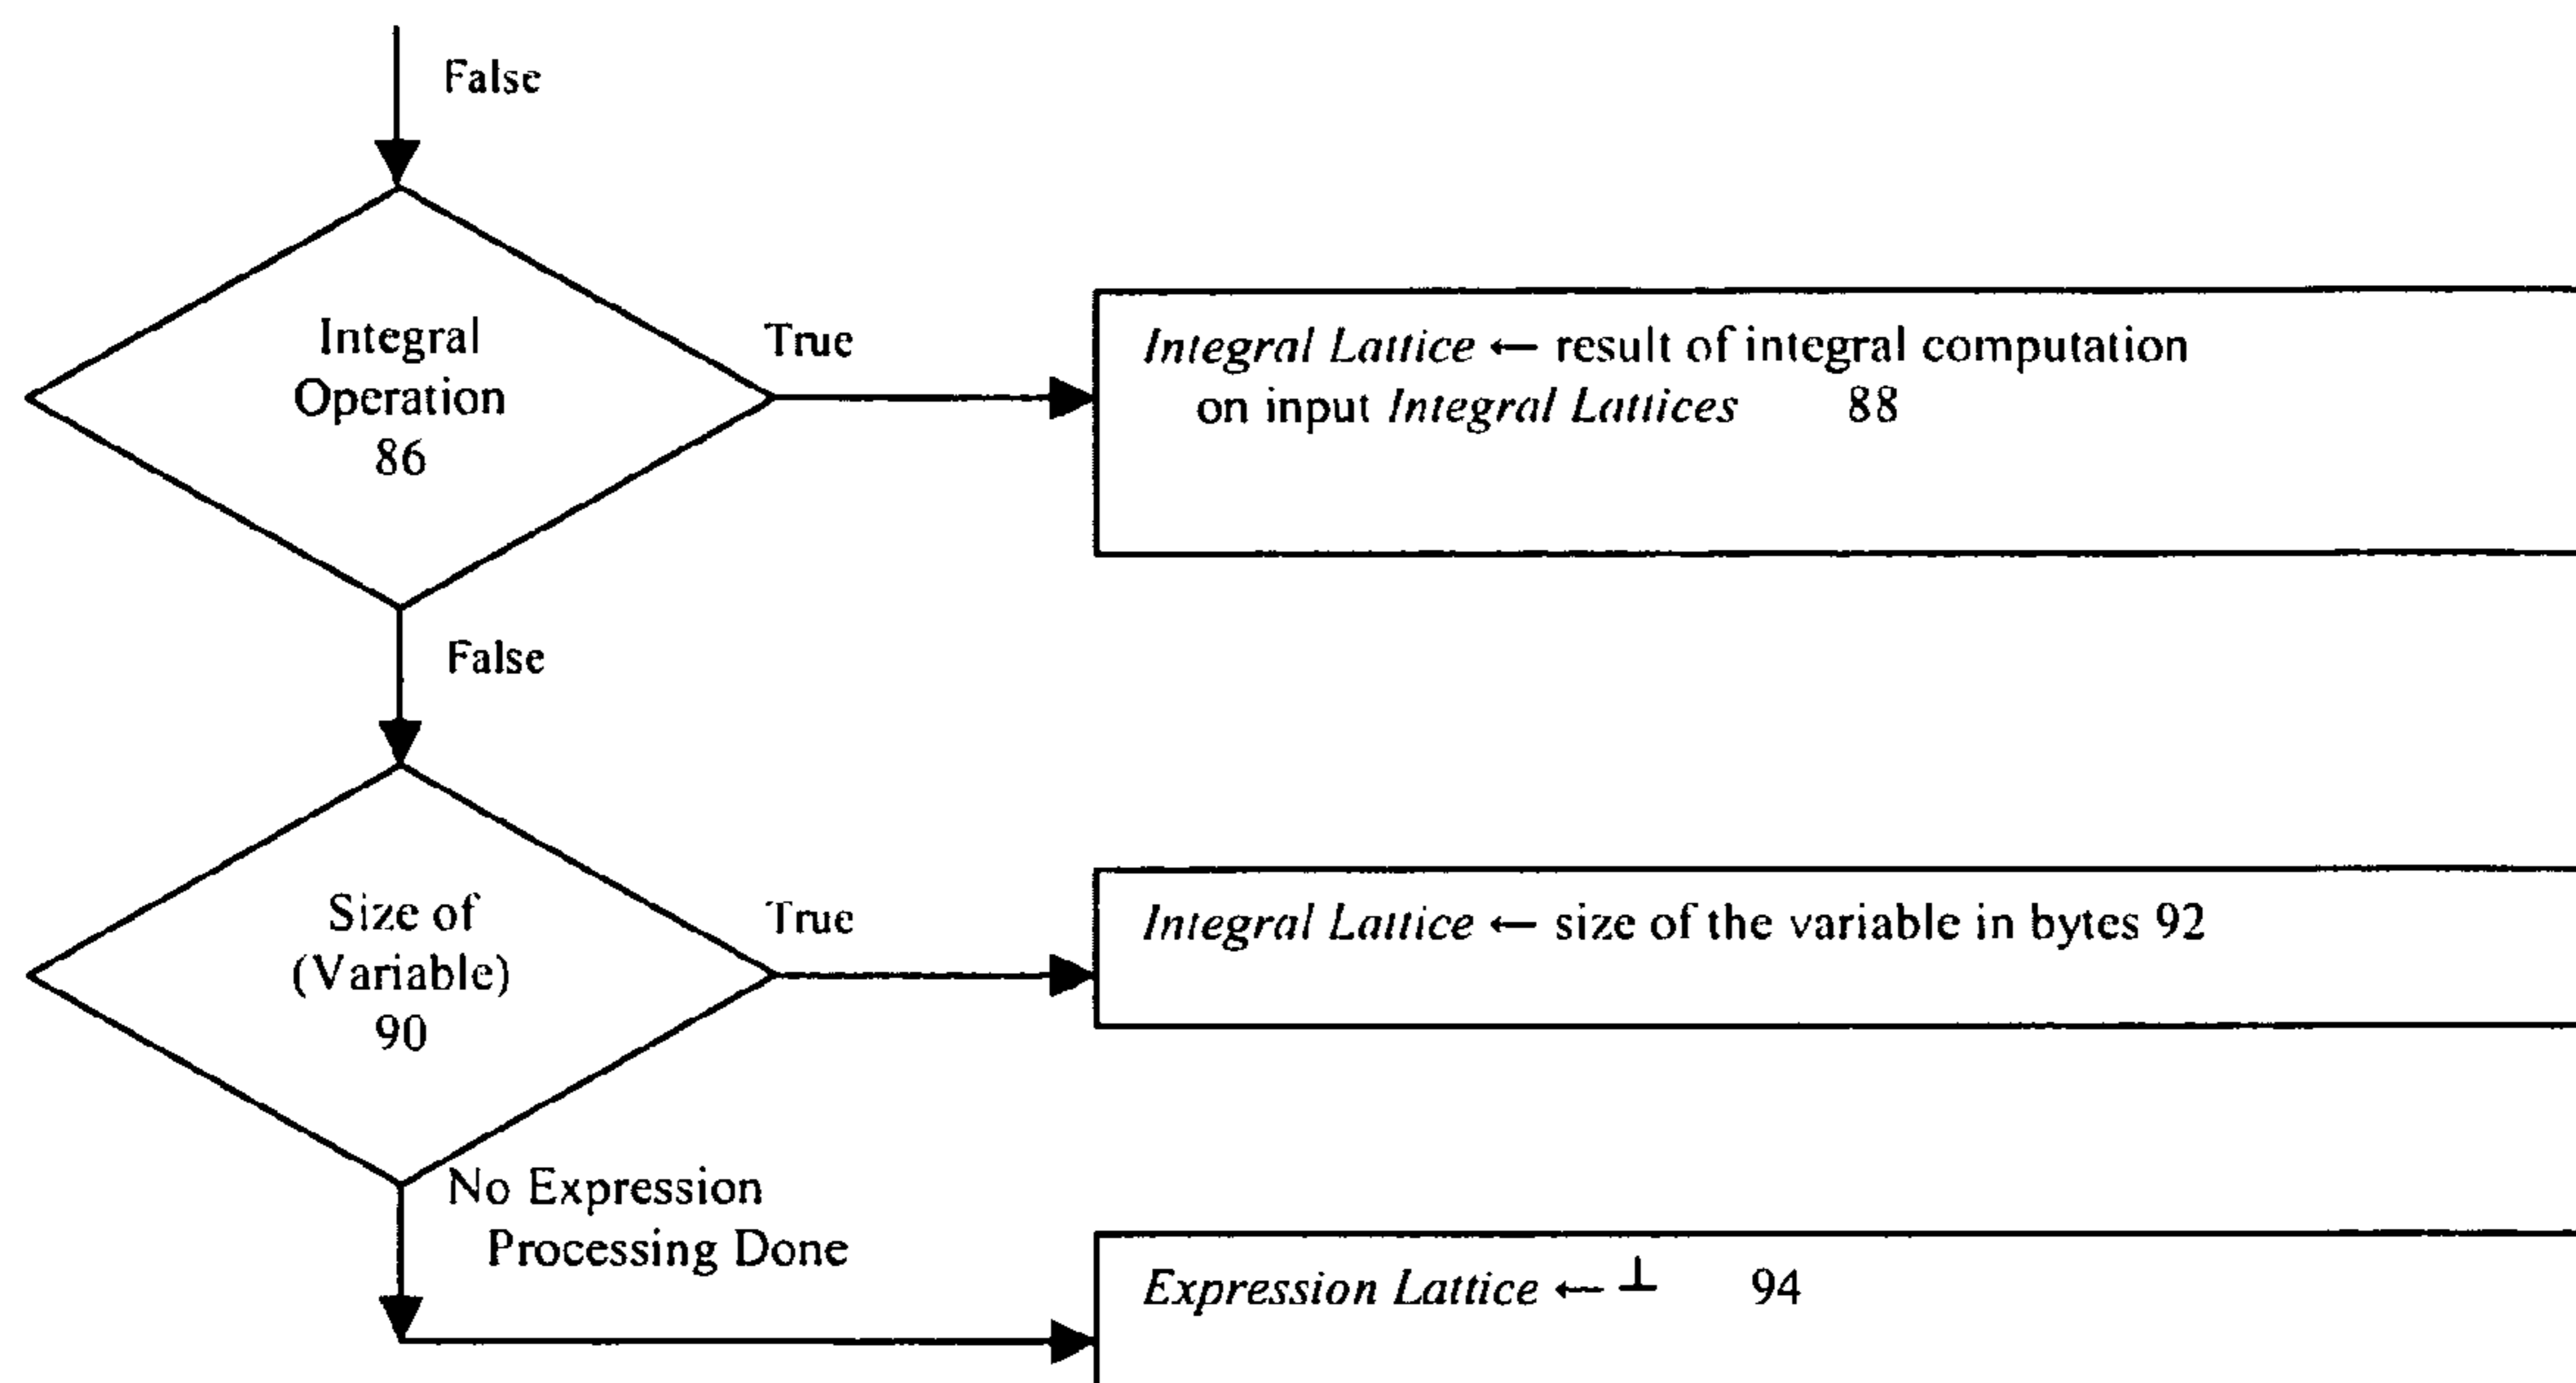 False
Integral
Operation
86
True
Integral Lattice ← result of integral computation
on input Integral Lattices 88
False
Size of
(Variable)
90
True
Integral Lattice ← size of the variable in bytes 92
No Expression
Processing Done
Expression Lattice ← ⊥ 94